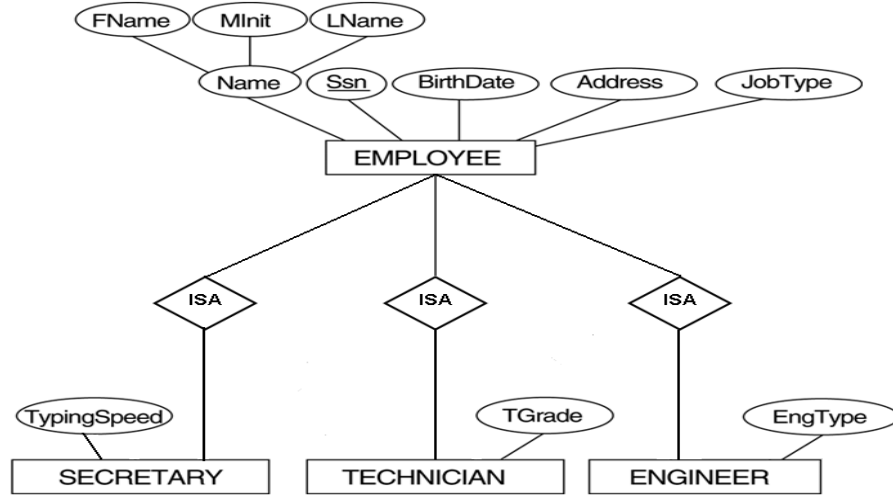 FName MInit LName
Name Ssn BirthDate Address JobType
EMPLOYEE
ISA ISA ISA
TypingSpeed TGrade EngType
SECRETARY TECHNICIAN ENGINEER